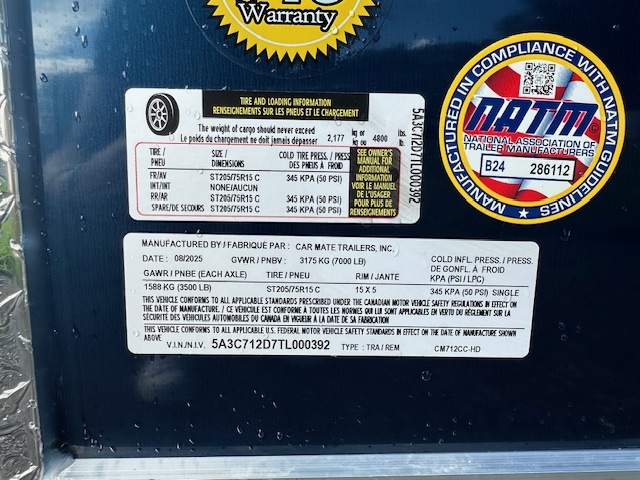 Warranty
TIRE AND LOADING INFORMATION
RENSEIGNEMENTS SUR LES PNEUS ET LE CHARGEMENT
The weight of cargo should never exceed
Le poids du chargement ne doit jamais dépasser 2,177 kg or kg ou 4800 lbs. lb.
TIRE / PNEU SIZE / DIMENSIONS COLD TIRE PRESS. / PRESS DES PNEUS À FROID
FR/AV ST205/75R15 C 345 KPA (50 PSI)
INT/INT NONE/AUCUN
RR/AR ST205/75R15 C 345 KPA (50 PSI)
SPARE/DE SECOURS ST205/75R15 C 345 KPA (50 PSI)
SEE OWNER'S
MANUAL FOR
ADDITIONAL
INFORMATION
VOIR LE MANUEL
DE L'USAGER
POUR PLUS DE
RENSEIGNEMENTS
5A3C712D7TL000392
MANUFACTURED IN COMPLIANCE WITH NATM GUIDELINES
NATM
NATIONAL ASSOCIATION OF
TRAILER MANUFACTURERS
B24 286112
MANUFACTURED BY / FABRIQUÉ PAR : CAR MATE TRAILERS, INC,
DATE : 08/2025 GVWR / PNBV : 3175 KG (7000 LB)
COLD INFL. PRESS. / PRESS. DE GONFL. À FROID KPA (PSI / LPC)
GAWR / PNBE (EACH AXLE) TIRE / PNEU RIM / JANTE
1588 KG (3500 LB) ST205/75R15 C 15 X 5 345 KPA (50 PSI) SINGLE
THIS VEHICLE CONFORMS TO ALL APPLICABLE STANDARDS PRESCRIBED UNDER THE CANADIAN MOTOR VEHICLE SAFETY REGULATIONS IN EFFECT ON
THE DATE OF MANUFACTURE. / CE VEHICULE EST CONFORME A TOUTES LES NORMES QUI LUI SONT APPLICABLES EN VERTU DU RÈGLEMENT SUR LA
SÉCURITÉ DES VÉHICULES AUTOMOBILES DU CANADA EN VIGUEUR À LA DATE DE SA FABRICATION
THIS VEHICLE CONFORMS TO ALL APPLICABLE U.S. FEDERAL MOTOR VEHICLE SAFETY STANDARDS IN EFFECT ON THE DATE OF MANUFACTURE SHOWN
ABOVE
V.I.N./N.I.V. 5A3C712D7TL000392 TYPE : TRA / REM CM712CC-HD